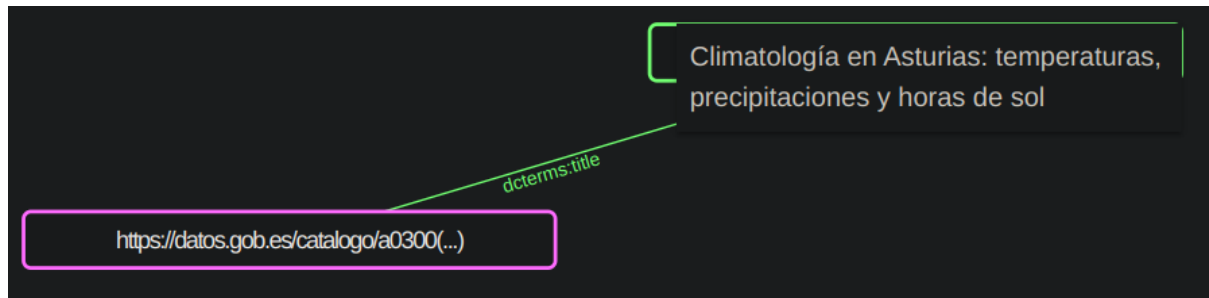 Climatología en Asturias: temperaturas,
precipitaciones y horas de sol
dcterms:title
https://datos.gob.es/catalogo/a0300(...)